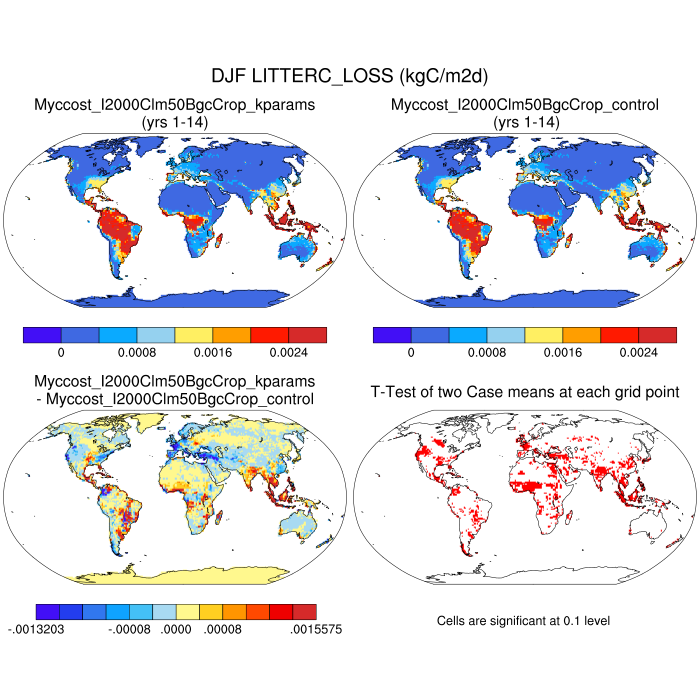 DJF LITTERC_LOSS (kgC/m2d)
Myccost_I2000Clm50BgcCrop_kparams
(yrs 1-14)
Myccost_I2000Clm50BgcCrop_control
(yrs 1-14)
0 0.0008 0.0016 0.0024
0 0.0008 0.0016 0.0024
Myccost_I2000Clm50BgcCrop_kparams
- Myccost_I2000Clm50BgcCrop_control
T-Test of two Case means at each grid point
-.0013203 -.00008 .0000 .00008 .0015575
Cells are significant at 0.1 level